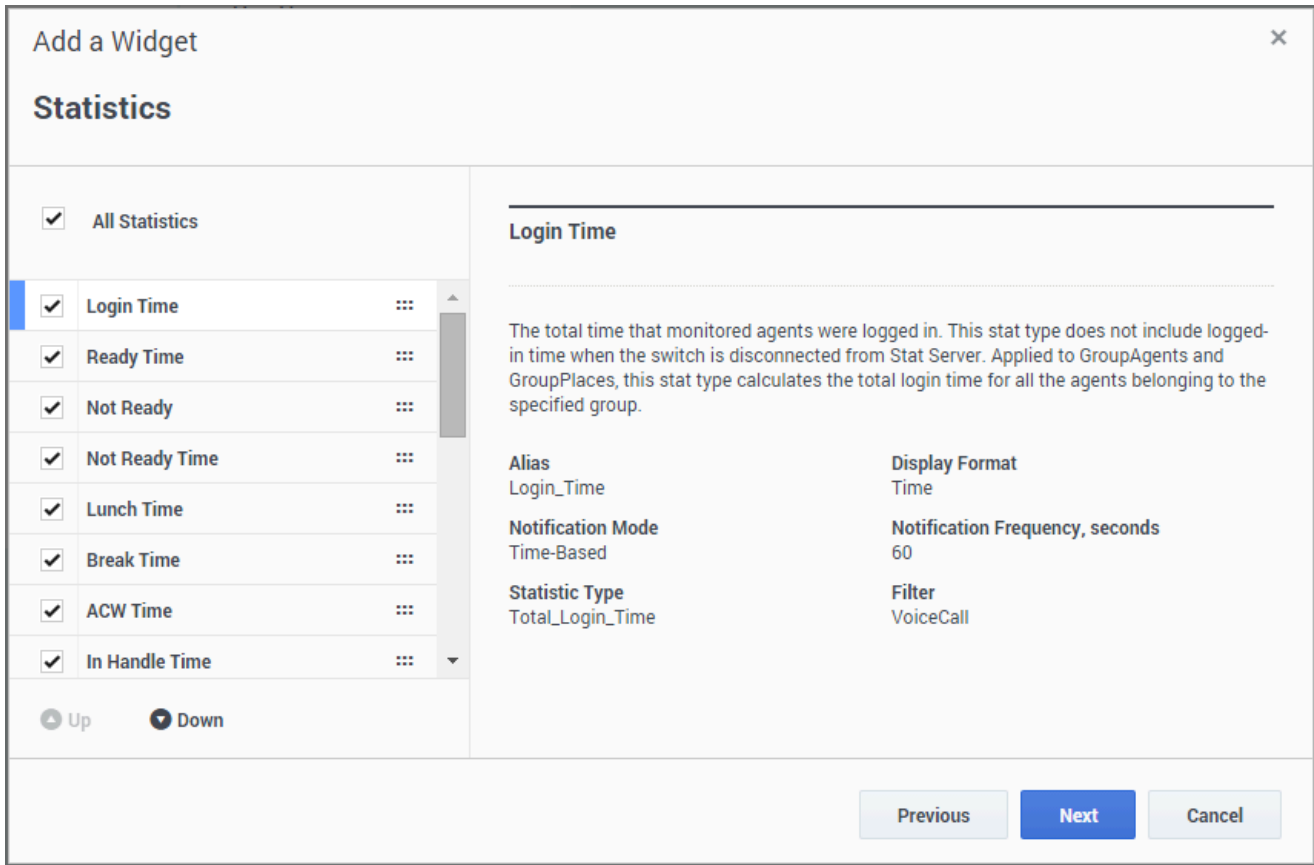 Add a Widget
Statistics
All Statistics
Login Time
Ready Time
Not Ready
Not Ready Time
Lunch Time
Break Time
ACW Time
In Handle Time
Up
Down
Login Time
The total time that monitored agents were logged in. This stat type does not include logged-
in time when the switch is disconnected from Stat Server. Applied to GroupAgents and
GroupPlaces, this stat type calculates the total login time for all the agents belonging to the
specified group.
Alias
Login_Time
Display Format
Time
Notification Mode
Time-Based
Notification Frequency, seconds
60
Statistic Type
Total_Login_Time
Filter
VoiceCall
Previous
Next
Cancel